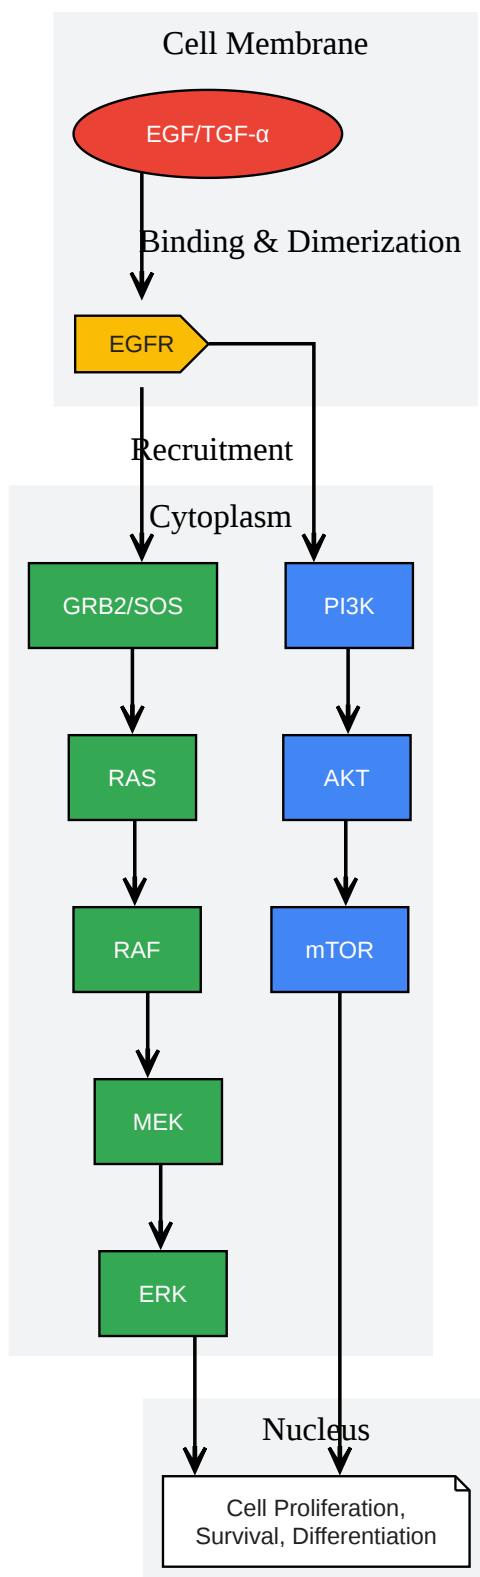 Cell Membrane
EGF/TGF-α
Binding & Dimerization
EGFR
Recruitment
Cytoplasm
GRB2/SOS
PI3K
RAS
AKT
RAF
mTOR
MEK
ERK
Nucleus
Cell Proliferation,
Survival, Differentiation